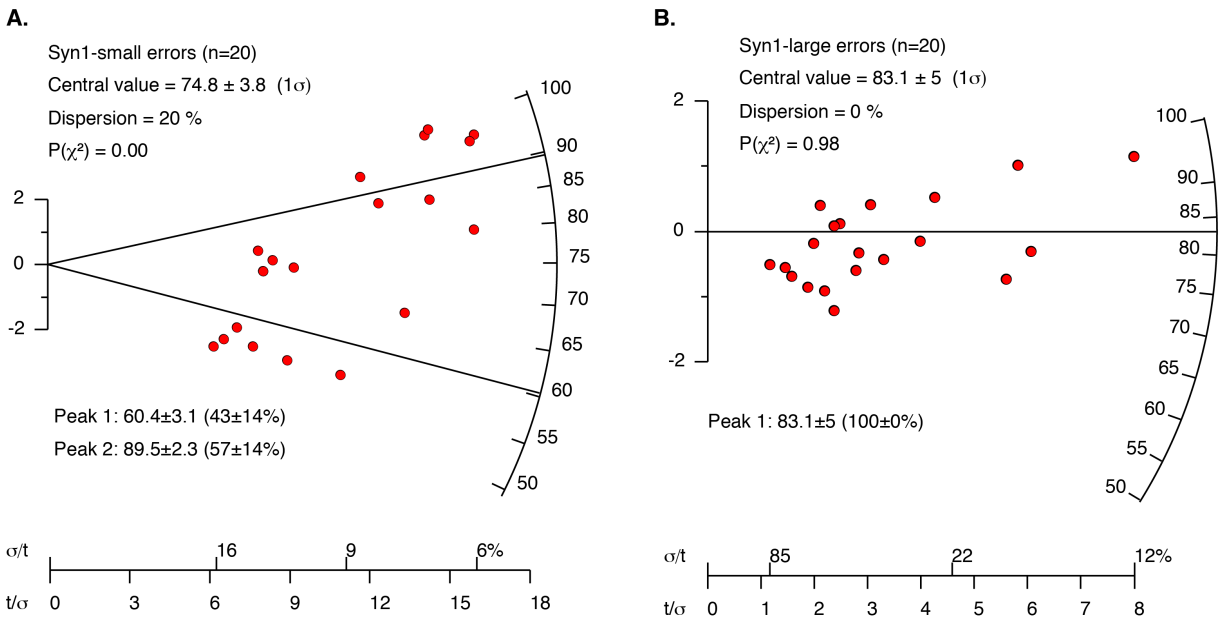 A.
Syn1-small errors (n=20)
Central value = 74.8 ± 3.8 (1σ)
Dispersion = 20 %
P(χ²) = 0.00
2
0
-2
100
90
85
80
75
70
65
60
55
50
Peak 1: 60.4±3.1 (43±14%)
Peak 2: 89.5±2.3 (57±14%)
σ/t
16
9
6%
t/σ
0
3
6
9
12
15
18
B.
Syn1-large errors (n=20)
Central value = 83.1 ± 5 (1σ)
Dispersion = 0 %
P(χ²) = 0.98
2
0
-2
100
90
85
80
75
70
65
60
55
50
Peak 1: 83.1±5 (100±0%)
σ/t
85
22
12%
t/σ
0
1
2
3
4
5
6
7
8